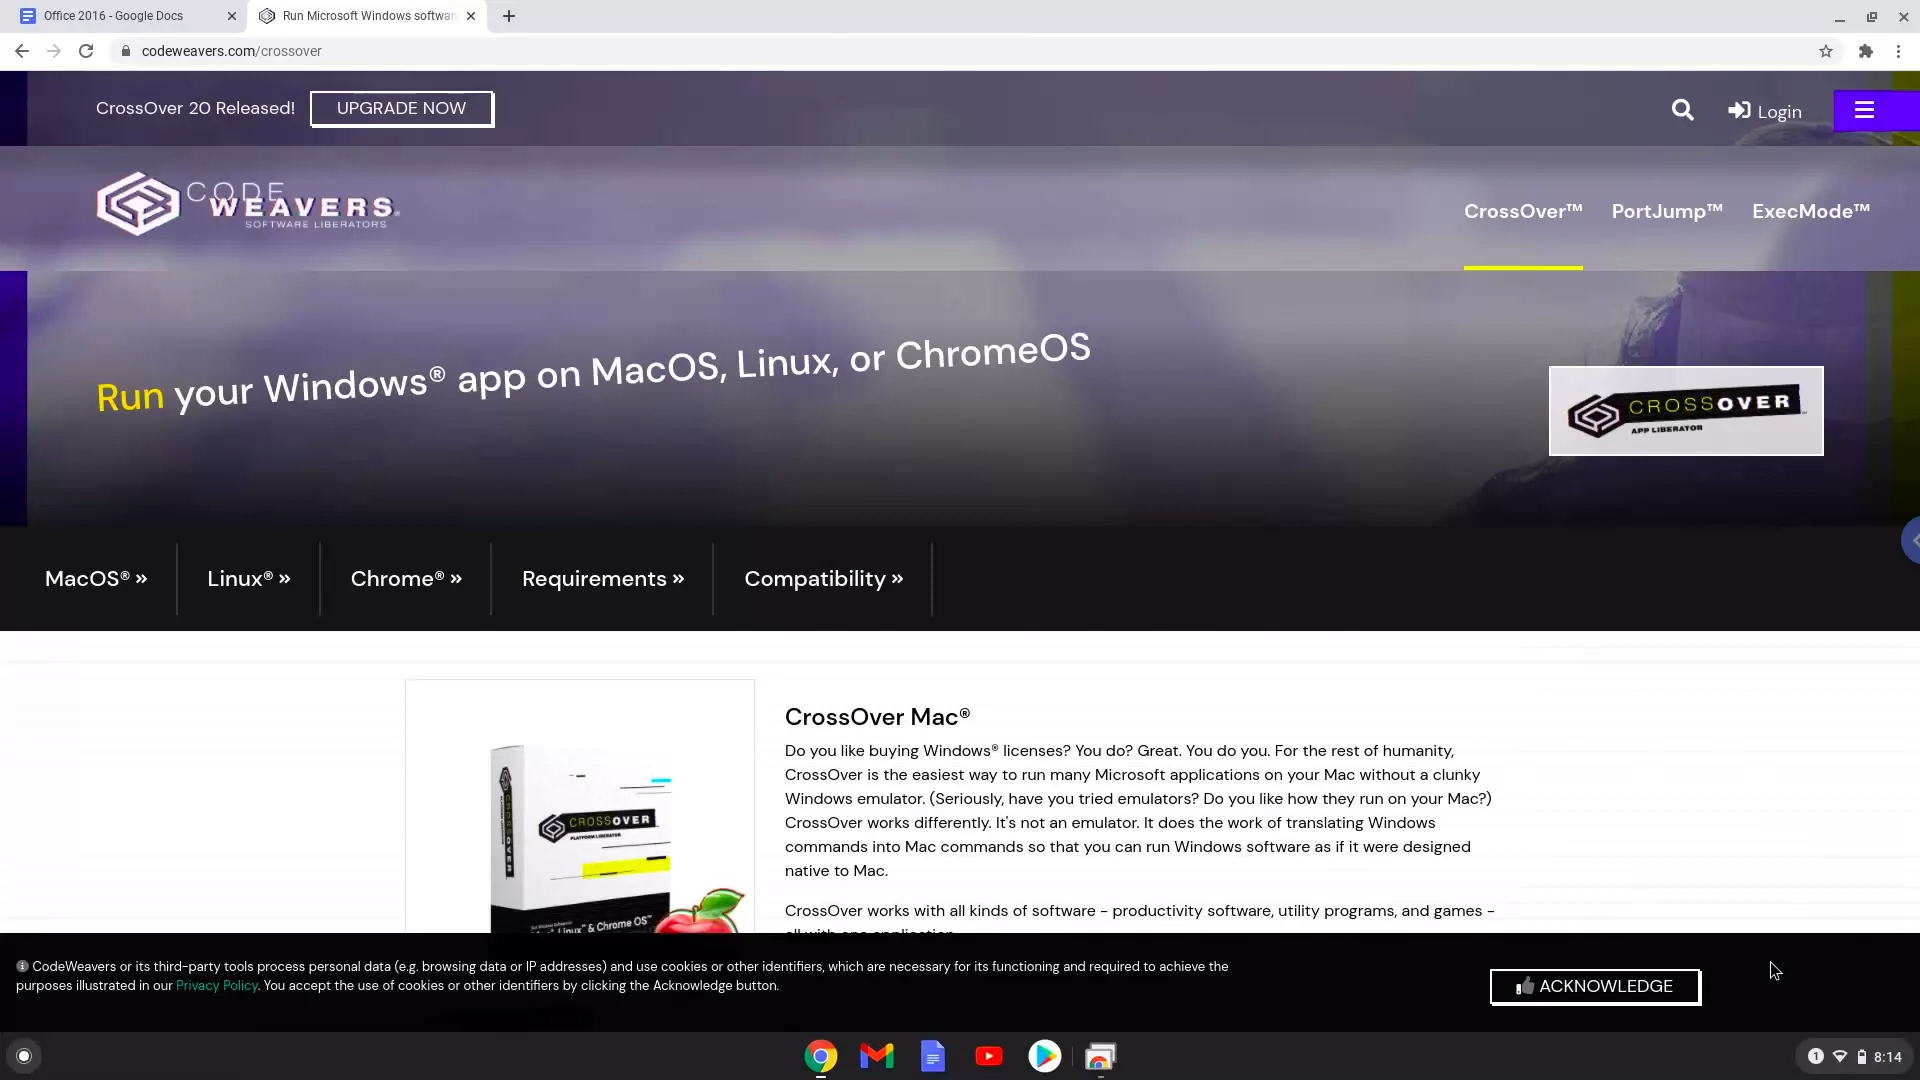 Office 2016 - Google Docs
Run Microsoft Windows softwar
codeweavers.com/crossover
CrossOver 20 Released!
UPGRADE NOW
Login
CODE
WEAVERS
SOFTWARE LIBERATORS
CrossOver™
PortJump™
ExecMode™
Run your Windows® app on MacOS, Linux, or ChromeOS
CROSSOVER
APP LIBERATOR
MacOS® »
Linux® »
Chrome® »
Requirements »
Compatibility »
CROSSOVER
CROSSOVER
PLATFORM LIBERATOR
Linux™ & Chrome OS™
CrossOver Mac®
Do you like buying Windows® licenses? You do? Great. You do you. For the rest of humanity,
CrossOver is the easiest way to run many Microsoft applications on your Mac without a clunky
Windows emulator. (Seriously, have you tried emulators? Do you like how they run on your Mac?)
CrossOver works differently. It's not an emulator. It does the work of translating Windows
commands into Mac commands so that you can run Windows software as if it were designed
native to Mac.
CrossOver works with all kinds of software - productivity software, utility programs, and games -
all with one application.
CodeWeavers or its third-party tools process personal data (e.g. browsing data or IP addresses) and use cookies or other identifiers, which are necessary for its functioning and required to achieve the
purposes illustrated in our Privacy Policy. You accept the use of cookies or other identifiers by clicking the Acknowledge button.
ACKNOWLEDGE
1
8:14